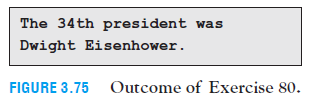 The 34th president was
Dwight Eisenhower.
FIGURE 3.75 Outcome of Exercise 80.